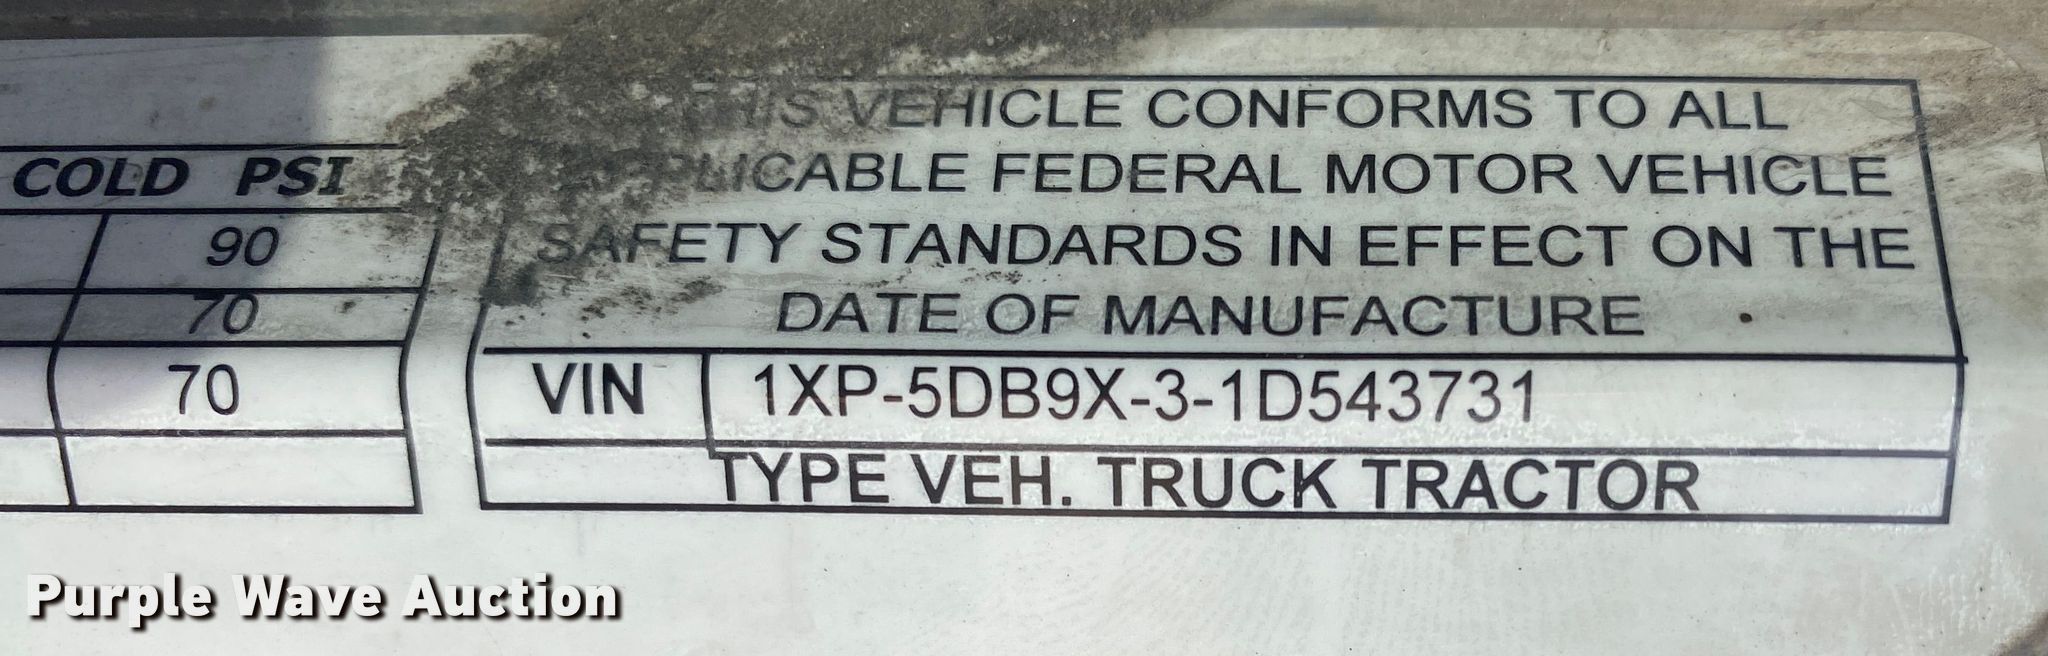 COLD PSI
90
70
70
THIS VEHICLE CONFORMS TO ALL
APPLICABLE FEDERAL MOTOR VEHICLE
SAFETY STANDARDS IN EFFECT ON THE
DATE OF MANUFACTURE
VIN 1XP-5DB9X-3-1D543731
TYPE VEH. TRUCK TRACTOR
Purple Wave Auction